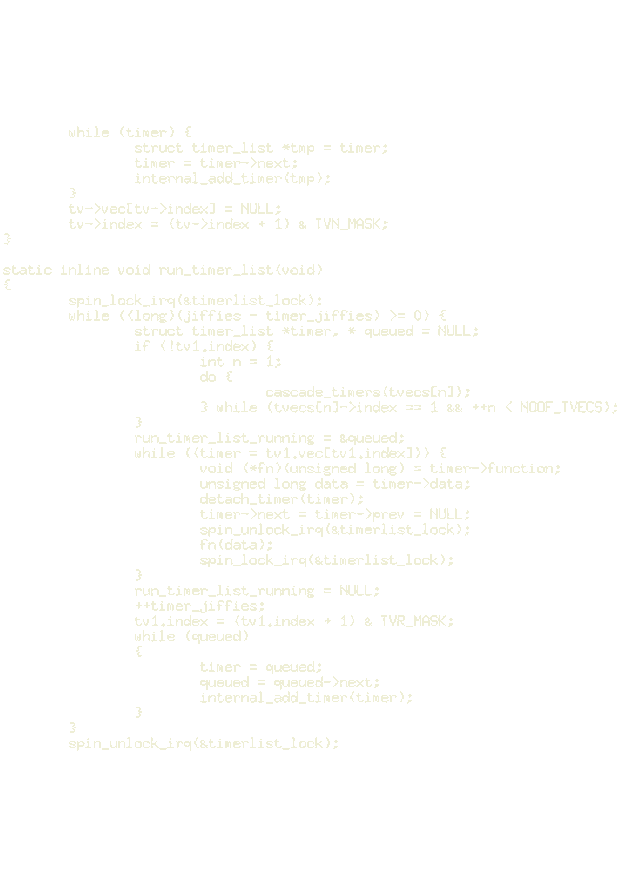 while (timer) {
struct timer_list *tmp = timer;
timer = timer->next;
internal_add_timer(tmp);
}
tv->vec[tv->index] = NULL;
tv->index = (tv->index + 1) & TVN_MASK;
}
static inline void run_timer_list(void)
{
spin_lock_irq(&timerlist_lock);
while ((long)(jiffies - timer_jiffies) >= 0) {
struct timer_list *timer, * queued = NULL;
if (!tv1.index) {
int n = 1;
do {
cascade_timers(tvecs[n]);
} while (tvecs[n]->index == 1 && ++n < NOOF_TVECS);
}
run_timer_list_running = &queued;
while ((timer = tv1.vec[tv1.index])) {
void (*fn)(unsigned long) = timer->function;
unsigned long data = timer->data;
detach_timer(timer);
timer->next = timer->prev = NULL;
spin_unlock_irq(&timerlist_lock);
fn(data);
spin_lock_irq(&timerlist_lock);
}
run_timer_list_running = NULL;
++timer_jiffies;
tv1.index = (tv1.index + 1) & TVR_MASK;
while (queued)
{
timer = queued;
queued = queued->next;
internal_add_timer(timer);
}
}
spin_unlock_irq(&timerlist_lock);